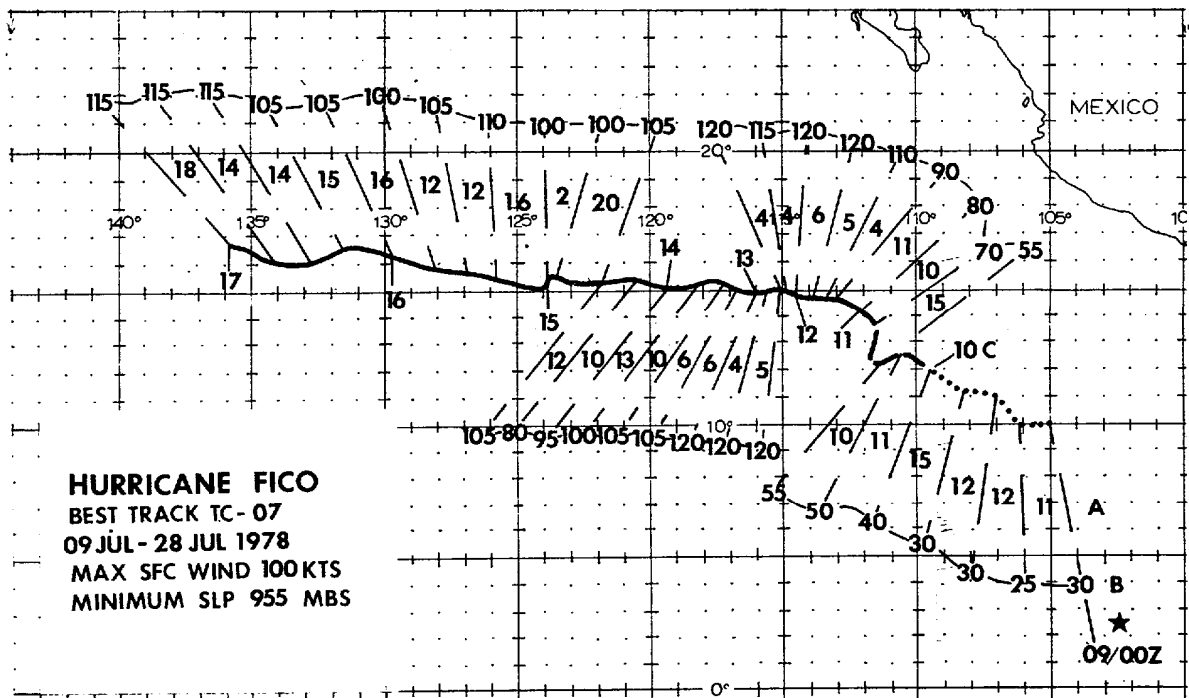 115-115-115-105-105-100-105-110-100-100-105
120-115-120-120-110-90-80-70-55
MEXICO
20°
18 14 14 15 16 12 12 16 2 20
4 6 5 4 11 10 15
140° 135° 130° 125° 120° 110° 105°
17 16 15 14 13 12 11
10 C
12 10 13 10 6 6 4 5
105-80-95-100-105-105-120-120-120
10°
10 11 15 12 12 11 A
55-50-40-30-30-25-30 B
09/00Z
0°
HURRICANE FICO
BEST TRACK TC-07
09 JUL-28 JUL 1978
MAX SFC WIND 100 KTS
MINIMUM SLP 955 MBS